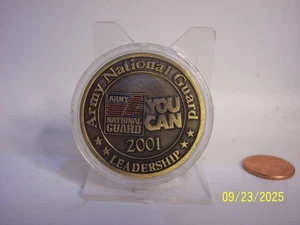 Army National Guard
ARMY
NATIONAL
GUARD
YOU
CAN
2001
LEADERSHIP
09/23/2025